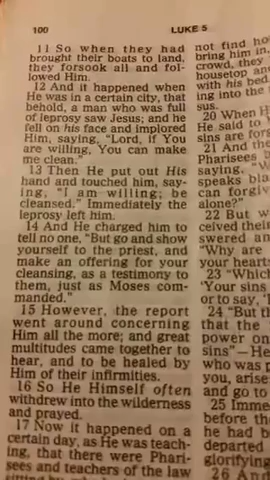 100
LUKE 5
11 So when they had
brought their boats to land,
they forsook all and fol-
lowed Him.
12 And it happened when
He was in a certain city, that
behold, a man who was full
of leprosy saw Jesus; and he
fell on his face and implored
Him, saying, "Lord, if You
are willing, You can make
me clean."
13 Then He put out His
hand and touched him, say-
ing, "I am willing; be
cleansed." Immediately the
leprosy left him.
14 And He charged him to
tell no one, "But go and show
yourself to the priest, and
make an offering for your
cleansing, as a testimony to
them, just as Moses com-
manded."
15 However, the report
went around concerning
Him all the more; and great
multitudes came together to
hear, and to be healed by
Him of their infirmities.
16 So He Himself often
withdrew into the wilderness
and prayed.
17 Now it happened on a
certain day, as He was teach-
ing, that there were Phari-
sees and teachers of the law
not find ho
bring him in,
crowd, they
housetop an
with his bed
ing into the
sus.
20 When H
He said to
sins are for
21 And the
Pharisees
saying, "W
speaks bla
can forgiv
alone?"
22 But w
ceived thei
swered an
"Why are
your hearts
23 "Which
'Your sins
or to say, '
24 "But th
that the
power on
sins"—He
who was p
you, arise
and go to
25 Imme
before the
he had b
departed
glorifying
26 And